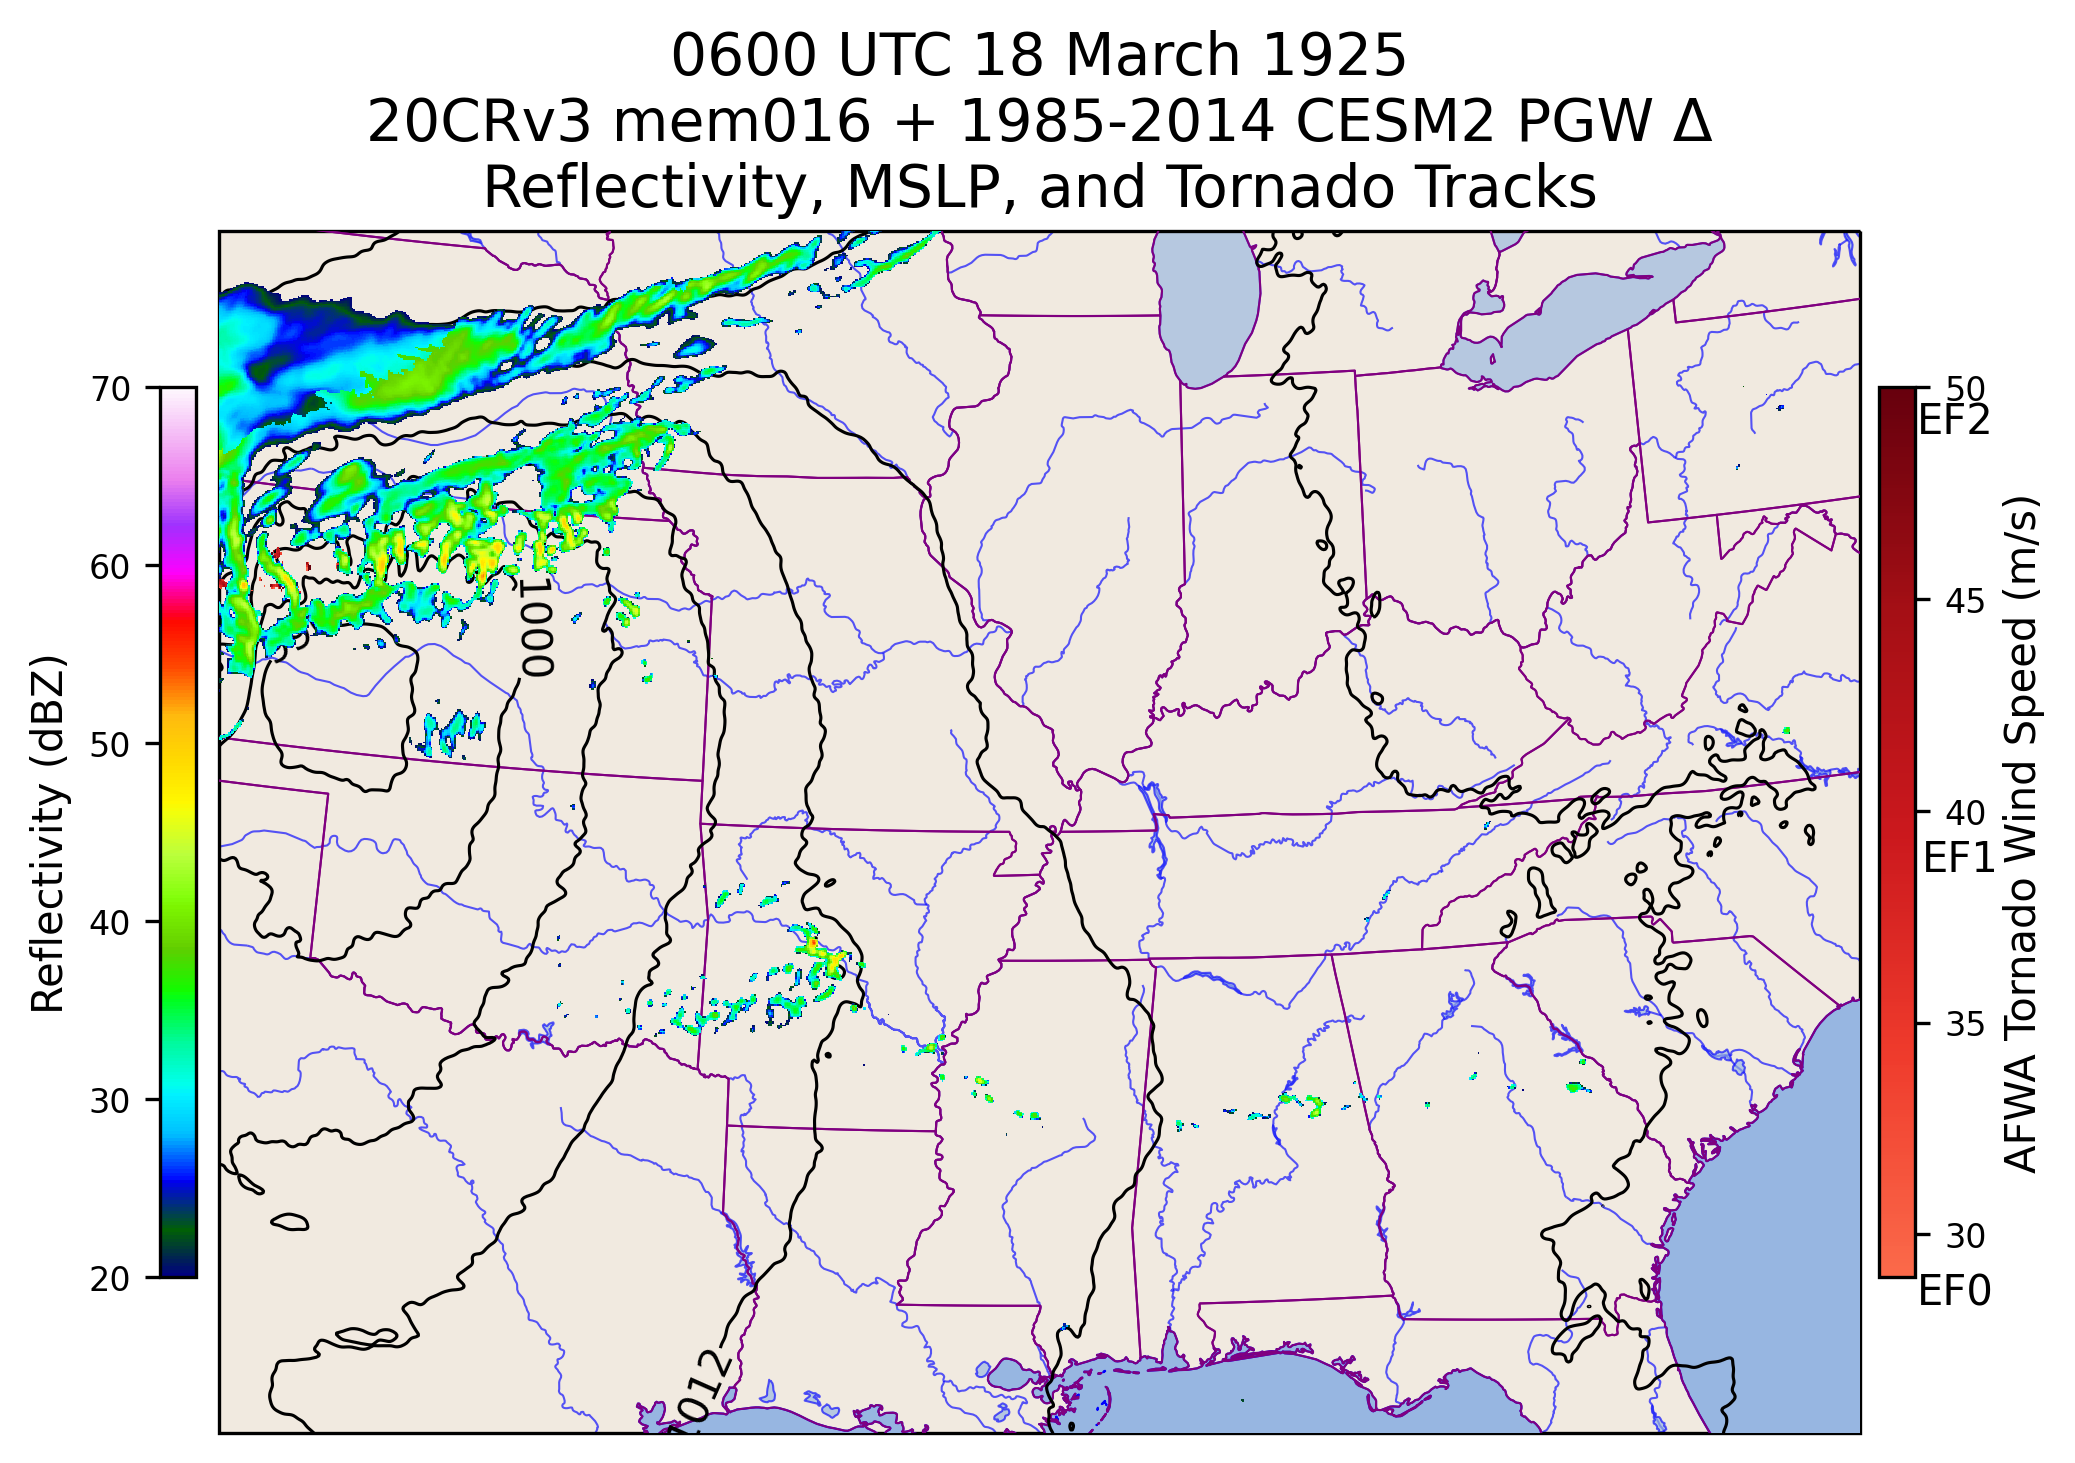 0600 UTC 18 March 1925
20CRv3 mem016 + 1985-2014 CESM2 PGW Δ
Reflectivity, MSLP, and Tornado Tracks
70
60
50
40
30
20
Reflectivity (dBZ)
1000
1012
50
EF2
45
40
EF1
35
30
EF0
AFWA Tornado Wind Speed (m/s)